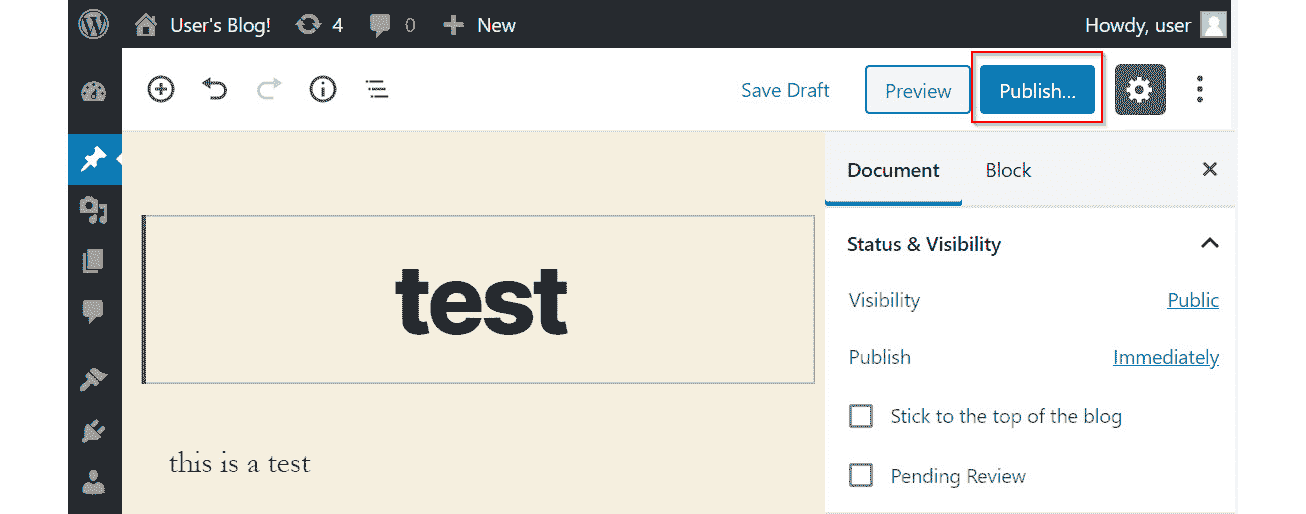 User's Blog! 4 0 New Howdy, user
Save Draft Preview Publish...
Document Block
test
Status & Visibility
Visibility Public
Publish Immediately
Stick to the top of the blog
this is a test
Pending Review